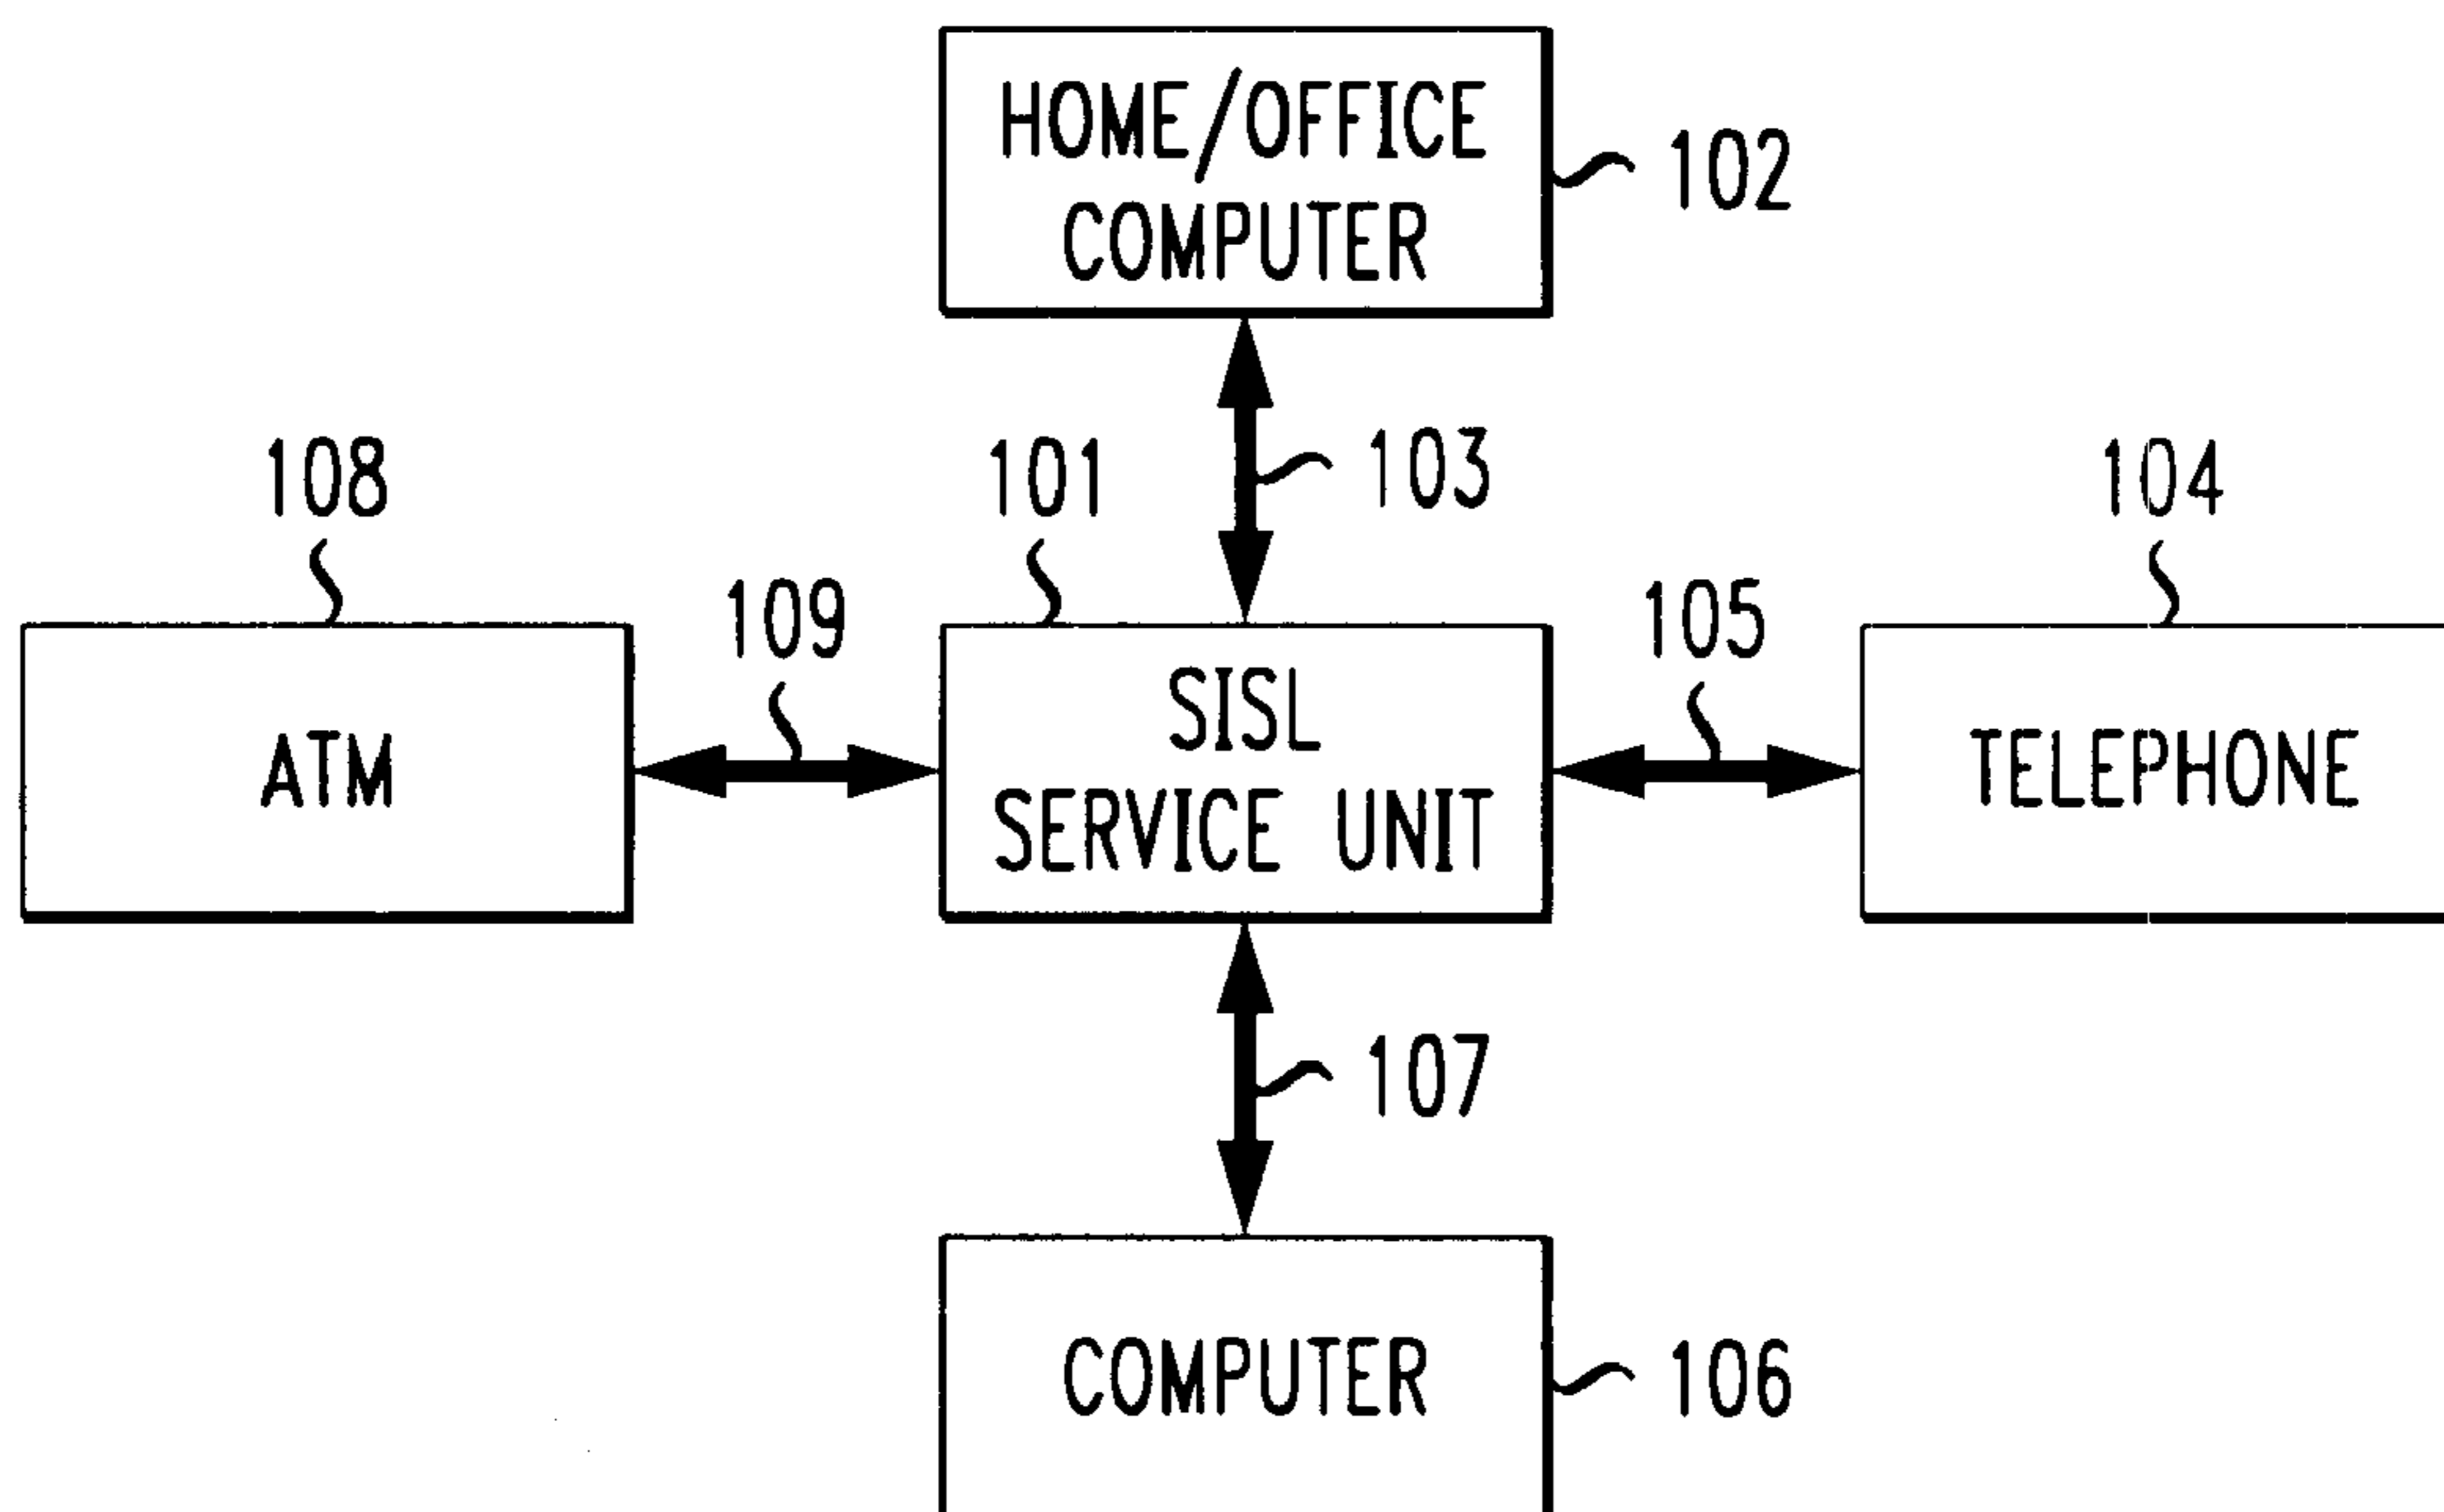 HOME/OFFICE
COMPUTER
102
103
108
101
104
109
105
ATM
SISL
SERVICE UNIT
TELEPHONE
107
COMPUTER
106